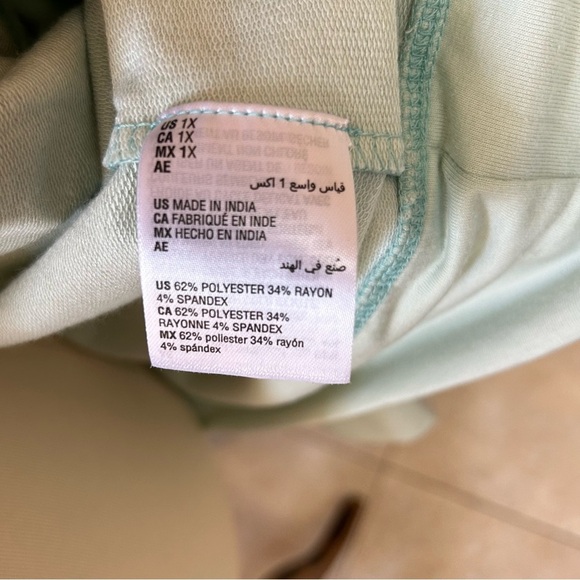 US 1X
CA 1X
MX 1X
AE
قياس واسع 1 اكس
US MADE IN INDIA
CA FABRIQUÉ EN INDE
MX HECHO EN INDIA
AE
صُنع في الهند
US 62% POLYESTER 34% RAYON
4% SPANDEX
CA 62% POLYESTER 34%
RAYONNE 4% SPANDEX
MX 62% poliester 34% rayón
4% spándex